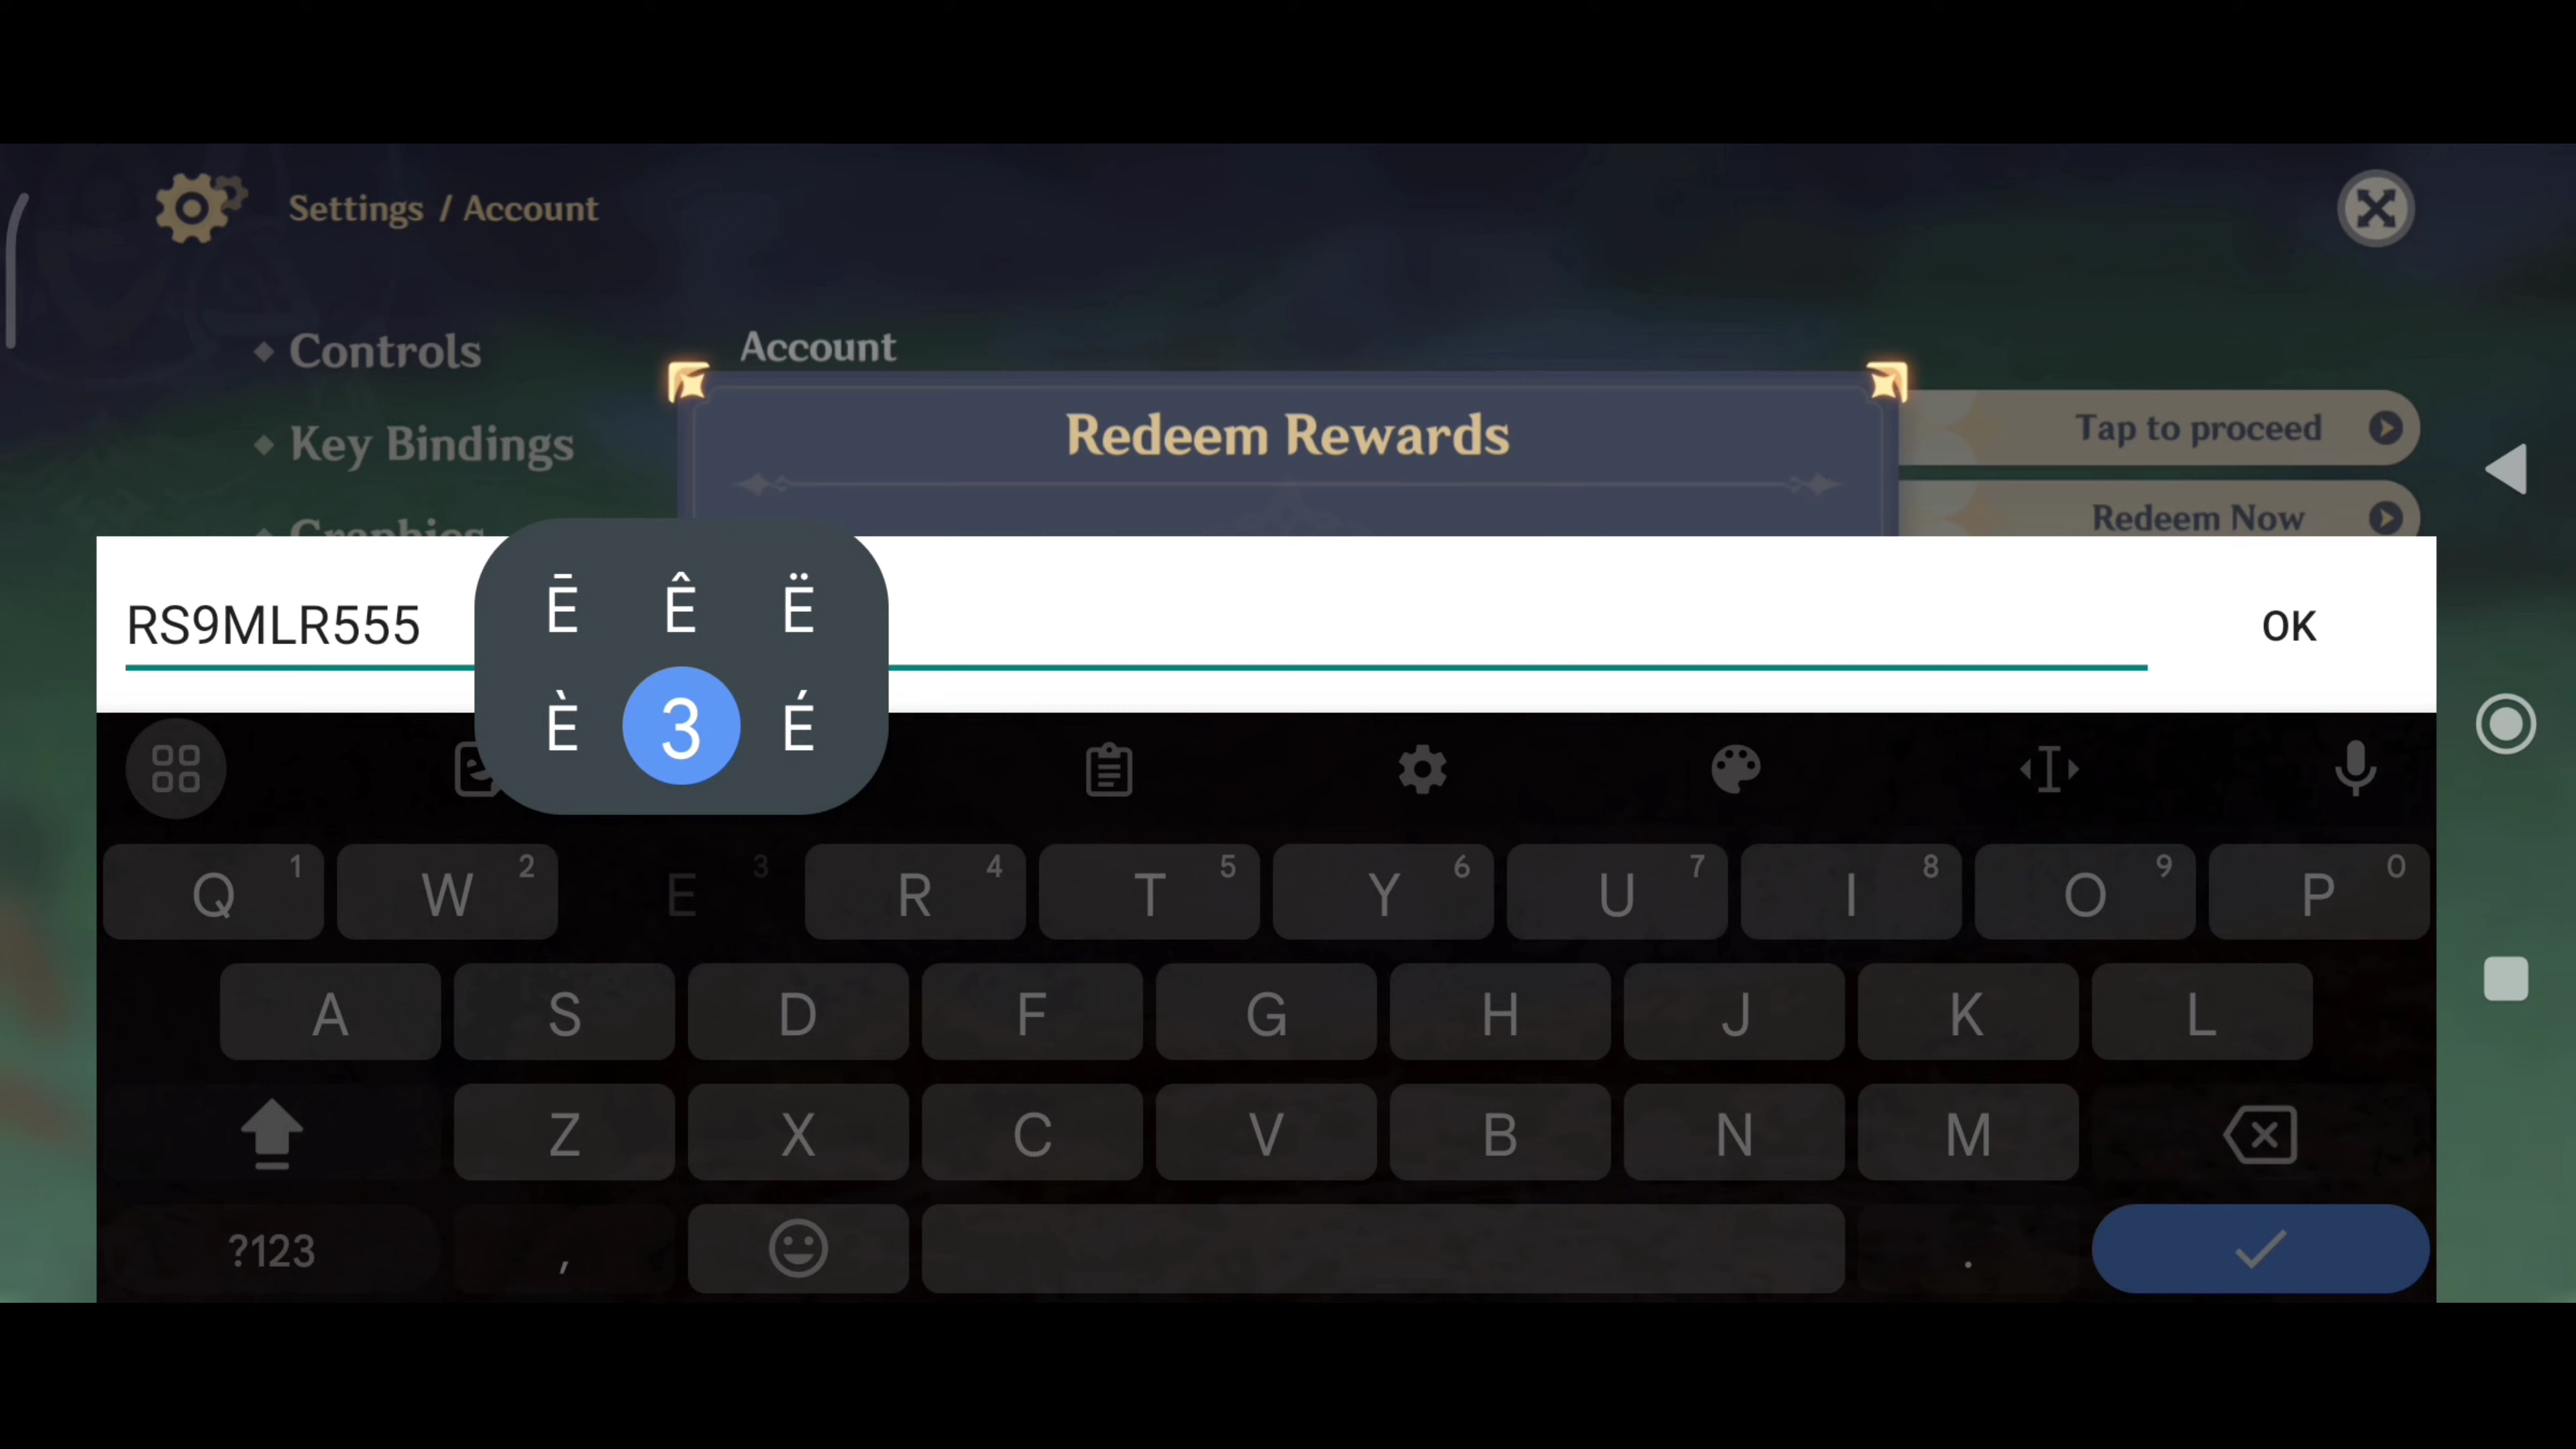 Settings / Account
Controls
Account
Key Bindings
Redeem Rewards
Tap to proceed
Graphics
Redeem Now
RS9MLR555
OK
Ē Ê Ë
È 3 É
Q 1 W 2 E 3 R 4 T 5 Y 6 U 7 I 8 O 9 P 0
A S D F G H J K L
Z X C V B N M
?123 , .